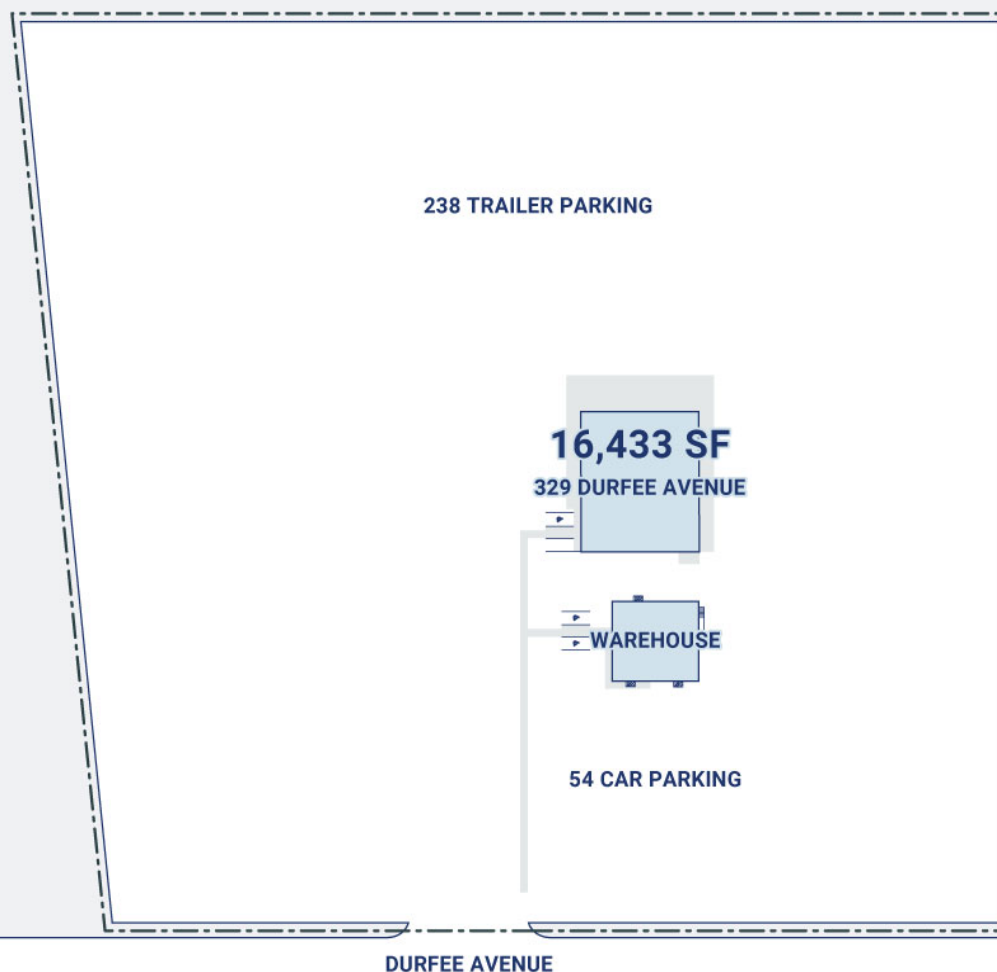 238 TRAILER PARKING
16,433 SF
329 DURFEE AVENUE
WAREHOUSE
54 CAR PARKING
DURFEE AVENUE